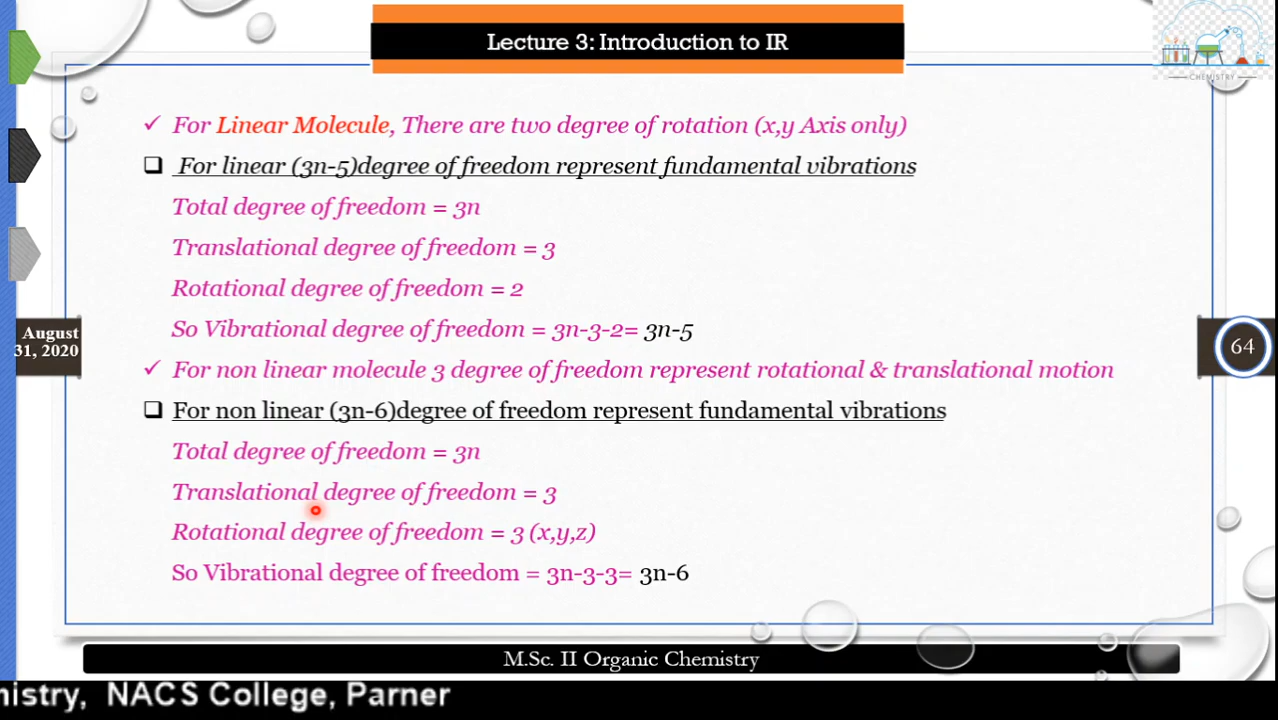 Lecture 3: Introduction to IR
CHEMISTRY
✓ For Linear Molecule, There are two degree of rotation (x,y Axis only)
❑ For linear (3n-5)degree of freedom represent fundamental vibrations
Total degree of freedom = 3n
Translational degree of freedom = 3
Rotational degree of freedom = 2
So Vibrational degree of freedom = 3n-3-2= 3n-5
August
31, 2020
64
✓ For non linear molecule 3 degree of freedom represent rotational & translational motion
❑ For non linear (3n-6)degree of freedom represent fundamental vibrations
Total degree of freedom = 3n
Translational degree of freedom = 3
Rotational degree of freedom = 3 (x,y,z)
So Vibrational degree of freedom = 3n-3-3= 3n-6
M.Sc. II Organic Chemistry
mistry, NACS College, Parner